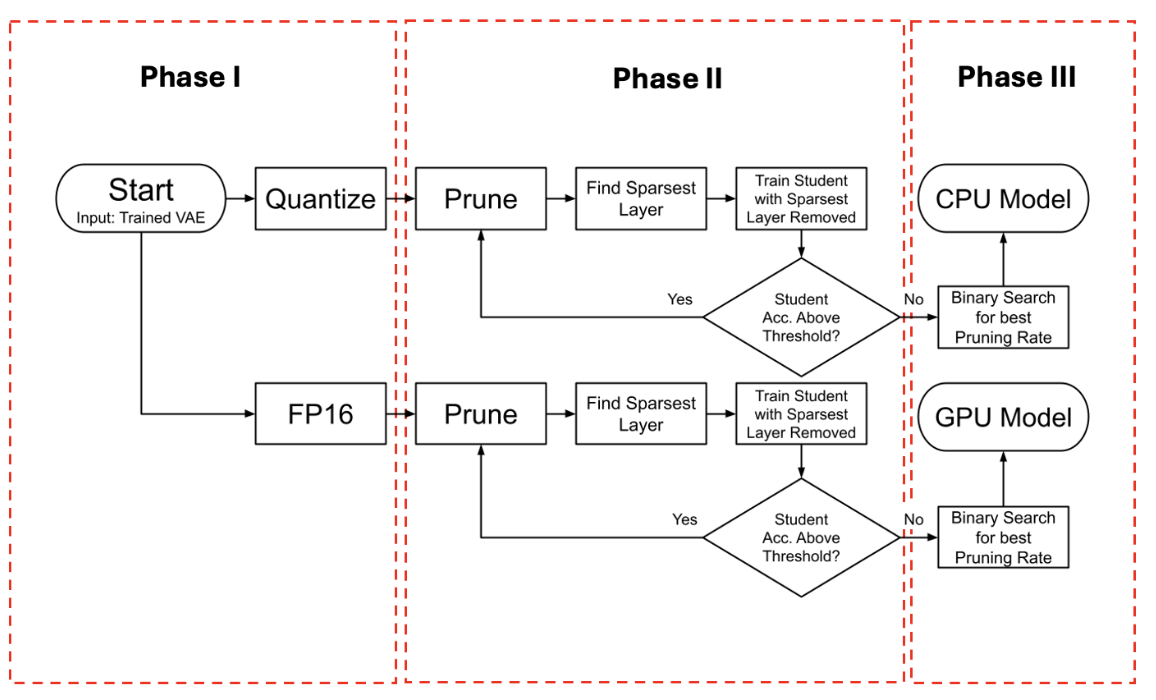 Phase I
Phase II
Phase III
Start
Input: Trained VAE
Quantize
Prune
Find Sparsest
Layer
Train Student
with Sparsest
Layer Removed
CPU Model
Yes
Student
Acc. Above
Threshold?
No
Binary Search
for best
Pruning Rate
FP16
Prune
Find Sparsest
Layer
Train Student
with Sparsest
Layer Removed
GPU Model
Yes
Student
Acc. Above
Threshold?
No
Binary Search
for best
Pruning Rate